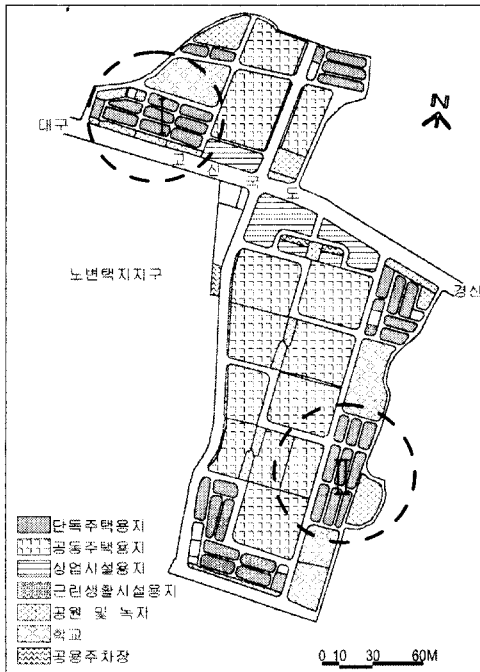 N
대구
고산국도
노변택지지구
경산
단독주택용지
공동주택용지
상업시설용지
근린생활시설용지
공원 및 녹지
학교
공용주차장
0 10 30 60M